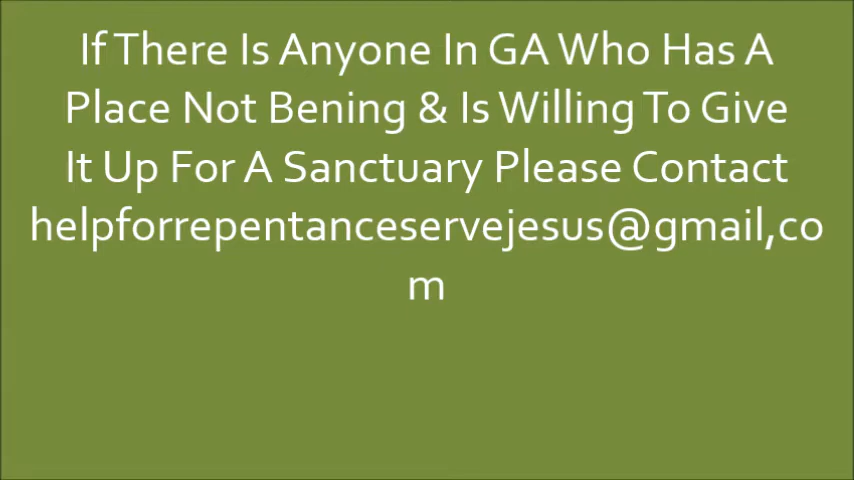 If There Is Anyone In GA Who Has A
Place Not Bening & Is Willing To Give
It Up For A Sanctuary Please Contact
helpforrepentanceservejesus@gmail,co
m